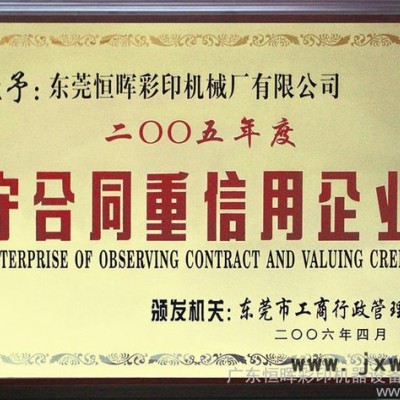 予：东莞恒晖彩印机械厂有限公司
二〇〇五年度
守合同重信用企业
TERPRISE OF OBSERVING CONTRACT AND VALUING CRE
颁发机关：东莞市工商行政管理
二〇〇六年四月
www.jxw
广东恒晖彩印机器设备